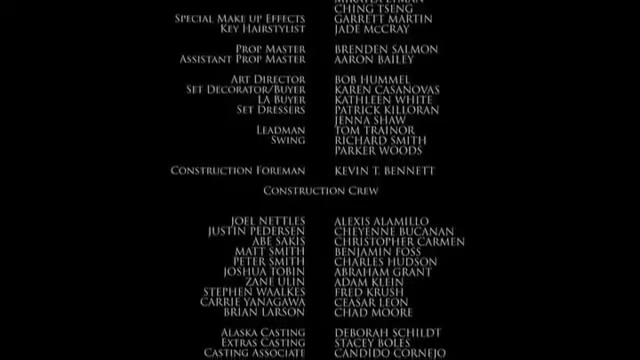 CHING TSENG
SPECIAL MAKE UP EFFECTS GARRETT MARTIN
KEY HAIRSTYLIST JADE MCCRAY
PROP MASTER BRENDEN SALMON
ASSISTANT PROP MASTER AARON BAILEY
ART DIRECTOR BOB HUMMEL
SET DECORATOR/BUYER KAREN CASANOVAS
LA BUYER KATHLEEN WHITE
SET DRESSERS PATRICK KILLORAN
JENNA SHAW
LEADMAN TOM TRAINOR
SWING RICHARD SMITH
PARKER WOODS
CONSTRUCTION FOREMAN KEVIN T. BENNETT
CONSTRUCTION CREW
JOEL NETTLES ALEXIS ALAMILLO
JUSTIN PEDERSEN CHEYENNE BUCANAN
ABE SAKIS CHRISTOPHER CARMEN
MATT SMITH BENJAMIN FOSS
PETER SMITH CHARLES HUDSON
JOSHUA TOBIN ABRAHAM GRANT
ZANE ULIN ADAM KLEIN
STEPHEN WAALKES FRED KRUSH
CARRIE YANAGAWA CEASAR LEON
BRIAN LARSON CHAD MOORE
ALASKA CASTING DEBORAH SCHILDT
EXTRAS CASTING STACEY BOLES
CASTING ASSOCIATE CANDIDO CORNEJO